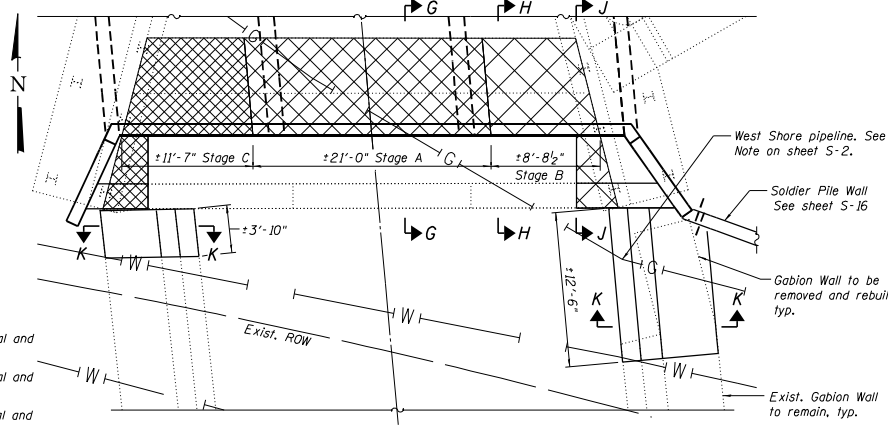 G
H
J
N
G
West Shore pipeline. See
Note on sheet S-2.
±11'-7" Stage C
±21'-0" Stage A
±8'-8½"
G
Stage B
Soldier Pile Wall
See sheet S-16
±3'-10"
K
K
G
H
J
W
G
±12'-6"
Gabion Wall to be
removed and rebuil
typ.
K
K
W
Exist. ROW
al and
W
W
al and
Exist. Gabion Wall
to remain, typ.
al and